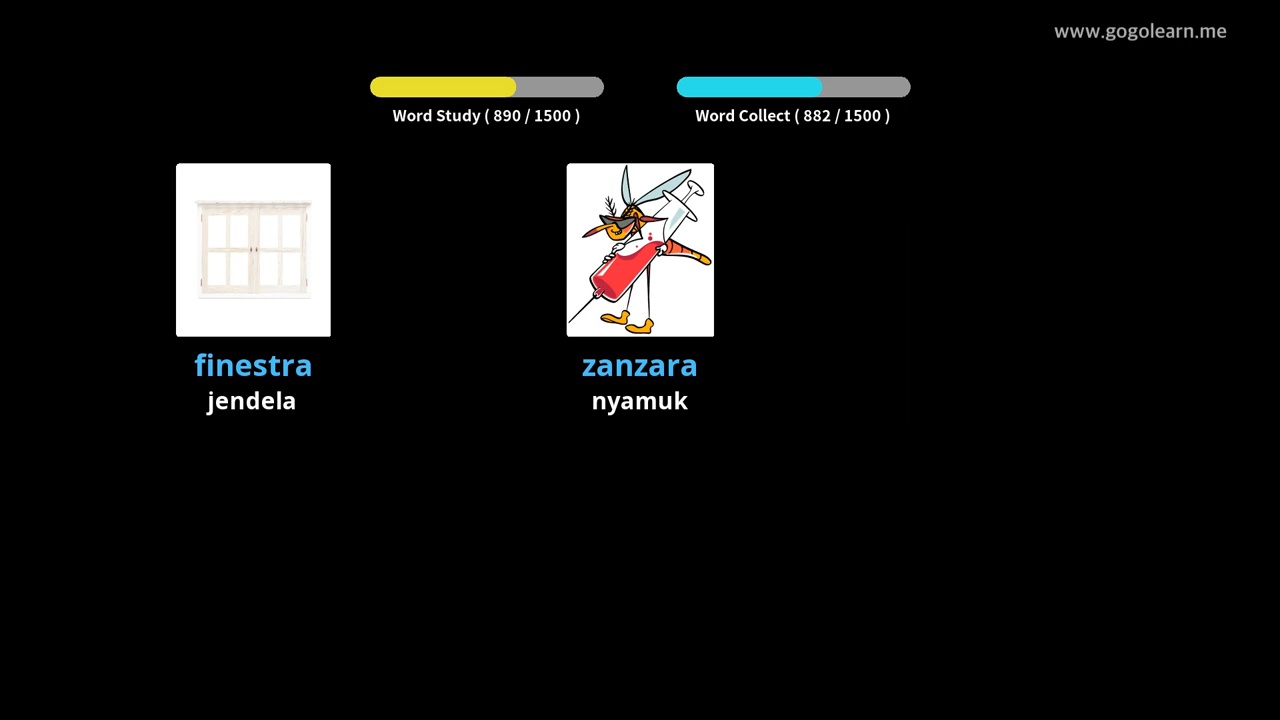 www.gogolearn.me
Word Study ( 890 / 1500 )
Word Collect ( 882 / 1500 )
finestra
jendela
zanzara
nyamuk